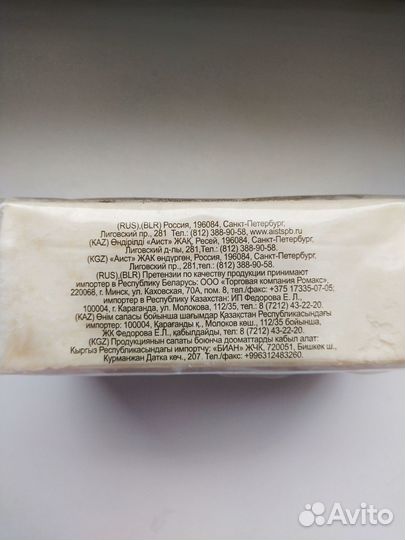 (RUS),(BLR) Россия, 196084, Санкт-Петербург,
Лиговский пр., 281 Тел.: (812) 388-90-58, www.aistspb.ru
(KAZ) Өндірілді «Аист» ЖАҚ, Ресей, 196084, Санкт-Петербург,
Лиговский д-лы, 281 Тел.: (812) 388-90-58.
(KGZ) «Аист» ЖАК өндүргөн, Россия, 196084, Санкт-Петербург,
Лиговский пр., 281,тел.: (812) 388-90-58.
(RUS),(BLR) Претензии по качеству продукции принимают
импортер в Республику Беларусь: ООО «Торговая компания Ромакс»,
220068, г. Минск, ул. Каховская, 70А, пом. 8, тел./факс: +375 17335-07-05:
импортер в Республику Казахстан: ИП Федорова Е. Л.,
100004, г. Караганда, ул. Молокова, 112/35, тел.: 8 (7212) 43-22-20.
(KAZ) Өнім сапасы бойынша шағымдар Қазақстан Республикасындағы
импортер: 100004, Қарағанды қ., Молоков көш., 112/35 бойынша,
ЖК Федорова Е.Л., қабылдайды, тел: 8 (7212) 43-22-20.
(KGZ) Продукциянын сапаты боюнча дооматтарды кабыл алат:
Кыргыз Республикасындагы импортчу: «БИАН» ЖЧК, 720051, Бишкек ш.,
Курманжан Датка көч., 207. Тел./факс: +996312483260.
Avito